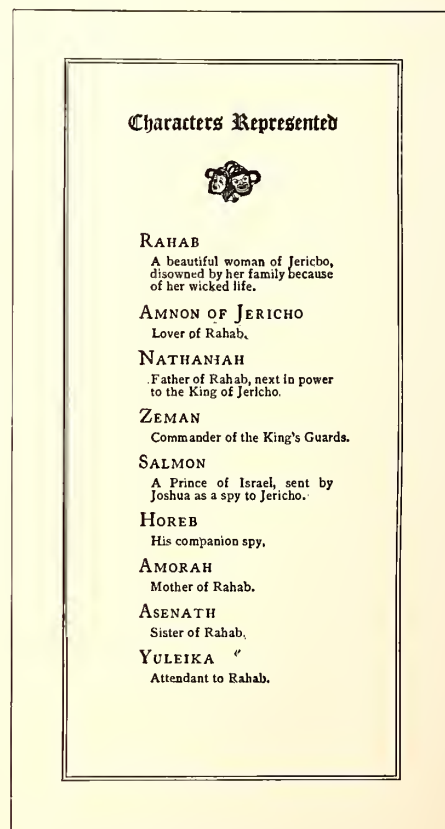 Characters Represented
RAHAB
A beautiful woman of Jericho,
disowned by her family because
of her wicked life.
AMNON OF JERICHO
Lover of Rahab.
NATHANIAH
Father of Rahab, next in power
to the King of Jericho.
ZEMAN
Commander of the King's Guards.
SALMON
A Prince of Israel, sent by
Joshua as a spy to Jericho.
HOREB
His companion spy.
AMORAH
Mother of Rahab.
ASENATH
Sister of Rahab.
YULEIKA
Attendant to Rahab.